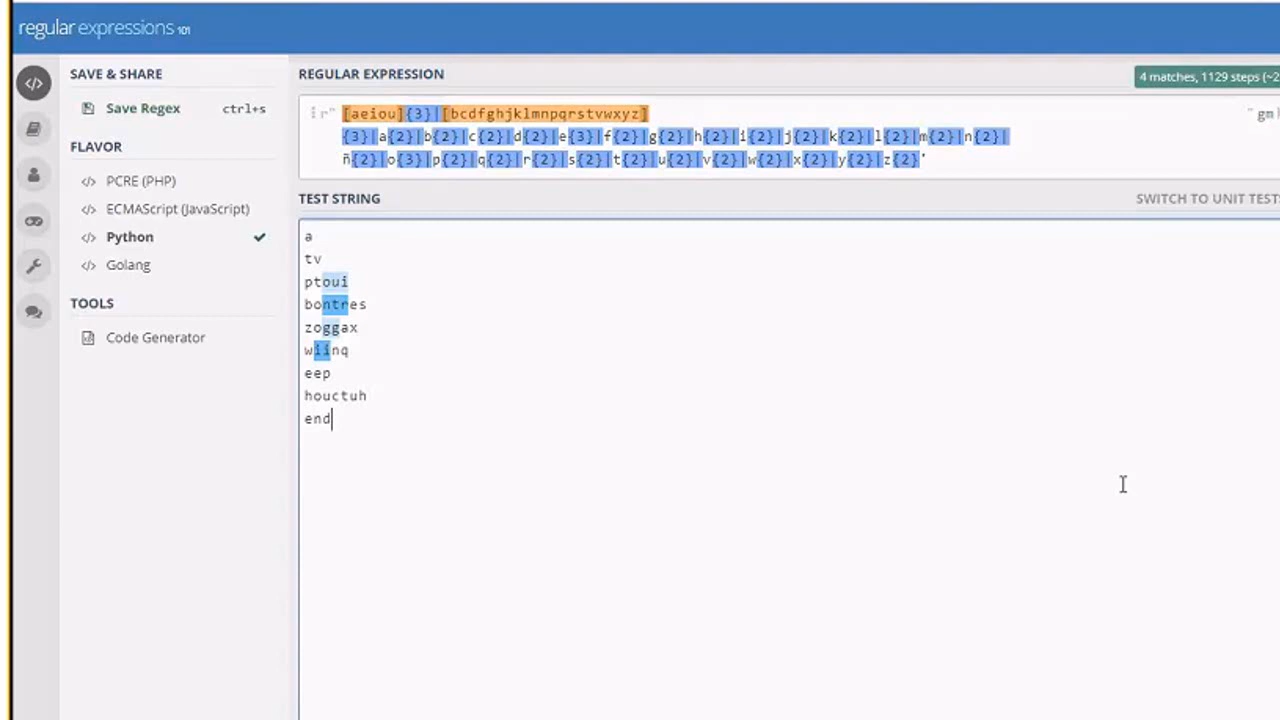 regular expressions 101
SAVE & SHARE
Save Regex ctrl+s
FLAVOR
PCRE (PHP)
ECMAScript (JavaScript)
Python
Golang
TOOLS
Code Generator
REGULAR EXPRESSION
4 matches, 1129 steps (~2
ir" [aeiou]{3}|[bcdfghjklmnpqrstvwxyz]
{3}|a{2}|b{2}|c{2}|d{2}|e{3}|f{2}|g{2}|h{2}|i{2}|j{2}|k{2}|l{2}|m{2}|n{2}|
ñ{2}|o{3}|p{2}|q{2}|r{2}|s{2}|t{2}|u{2}|v{2}|w{2}|x{2}|y{2}|z{2}'
" gm
TEST STRING
SWITCH TO UNIT TESTS
a
tv
ptoui
bontres
zoggax
wiinq
eep
houctuh
end